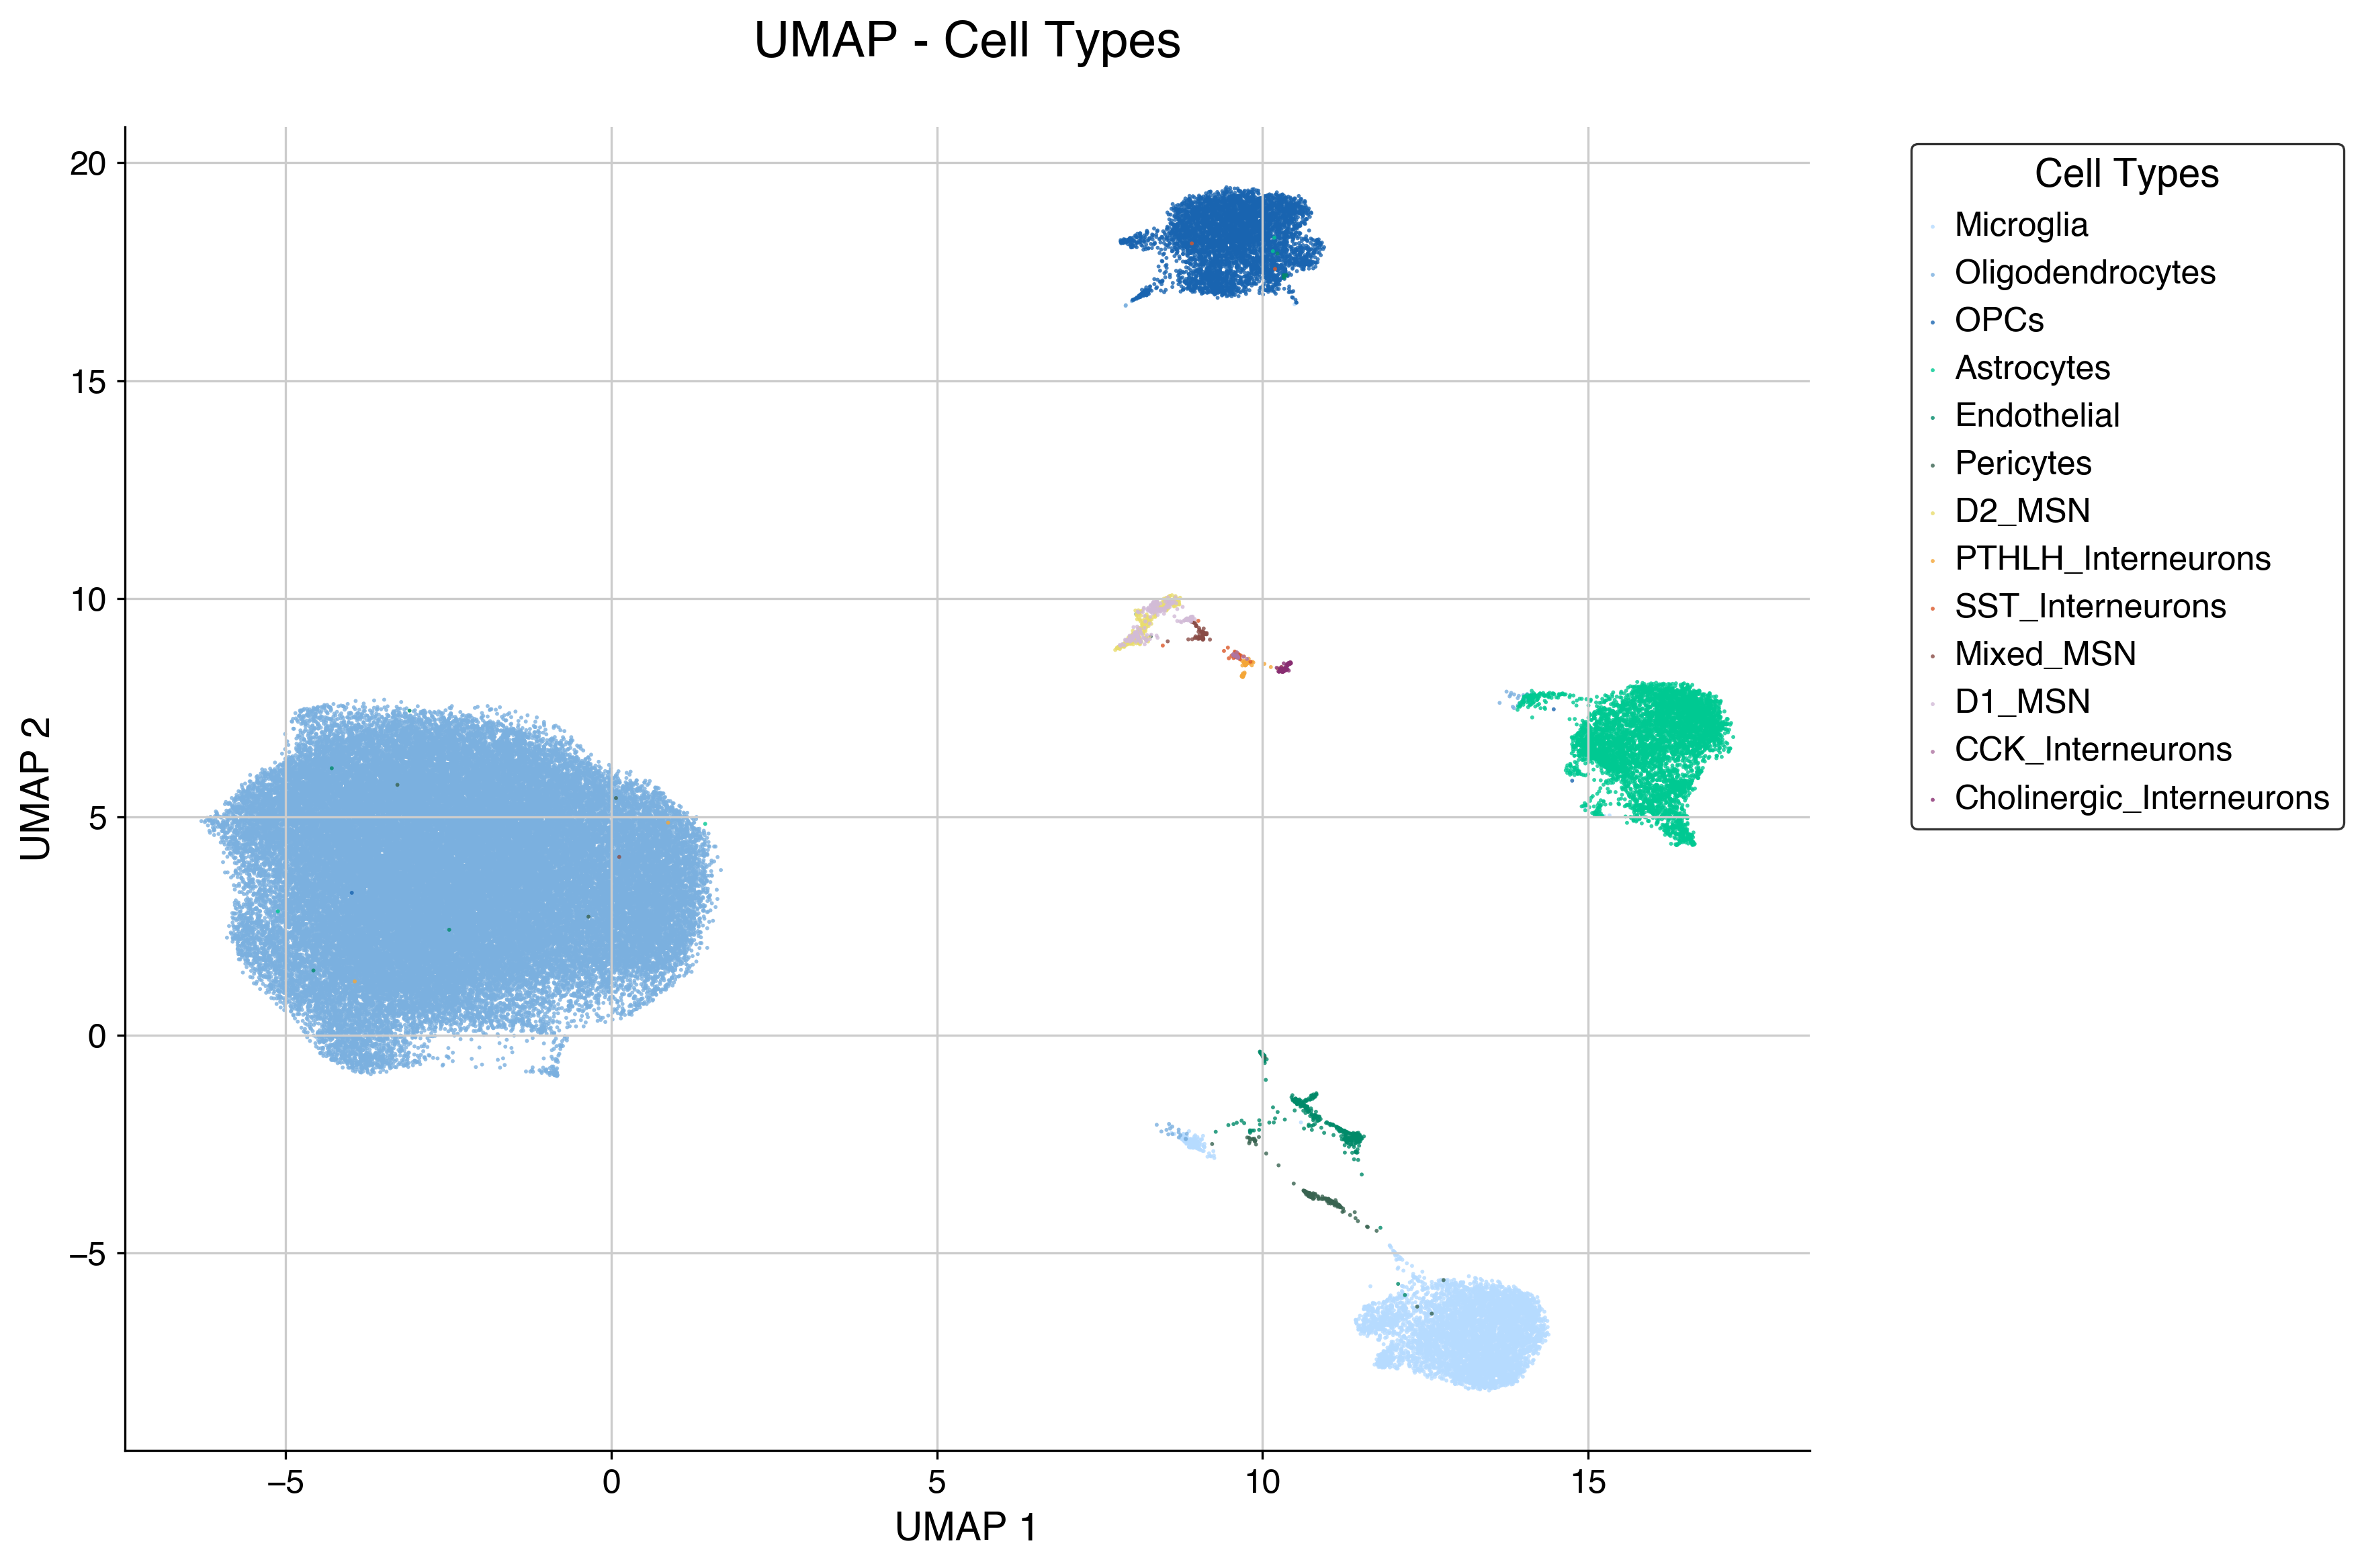 UMAP - Cell Types
20
15
10
5
0
−5
UMAP 2
−5 0 5 10 15
UMAP 1
Cell Types
Microglia
Oligodendrocytes
OPCs
Astrocytes
Endothelial
Pericytes
D2_MSN
PTHLH_Interneurons
SST_Interneurons
Mixed_MSN
D1_MSN
CCK_Interneurons
Cholinergic_Interneurons